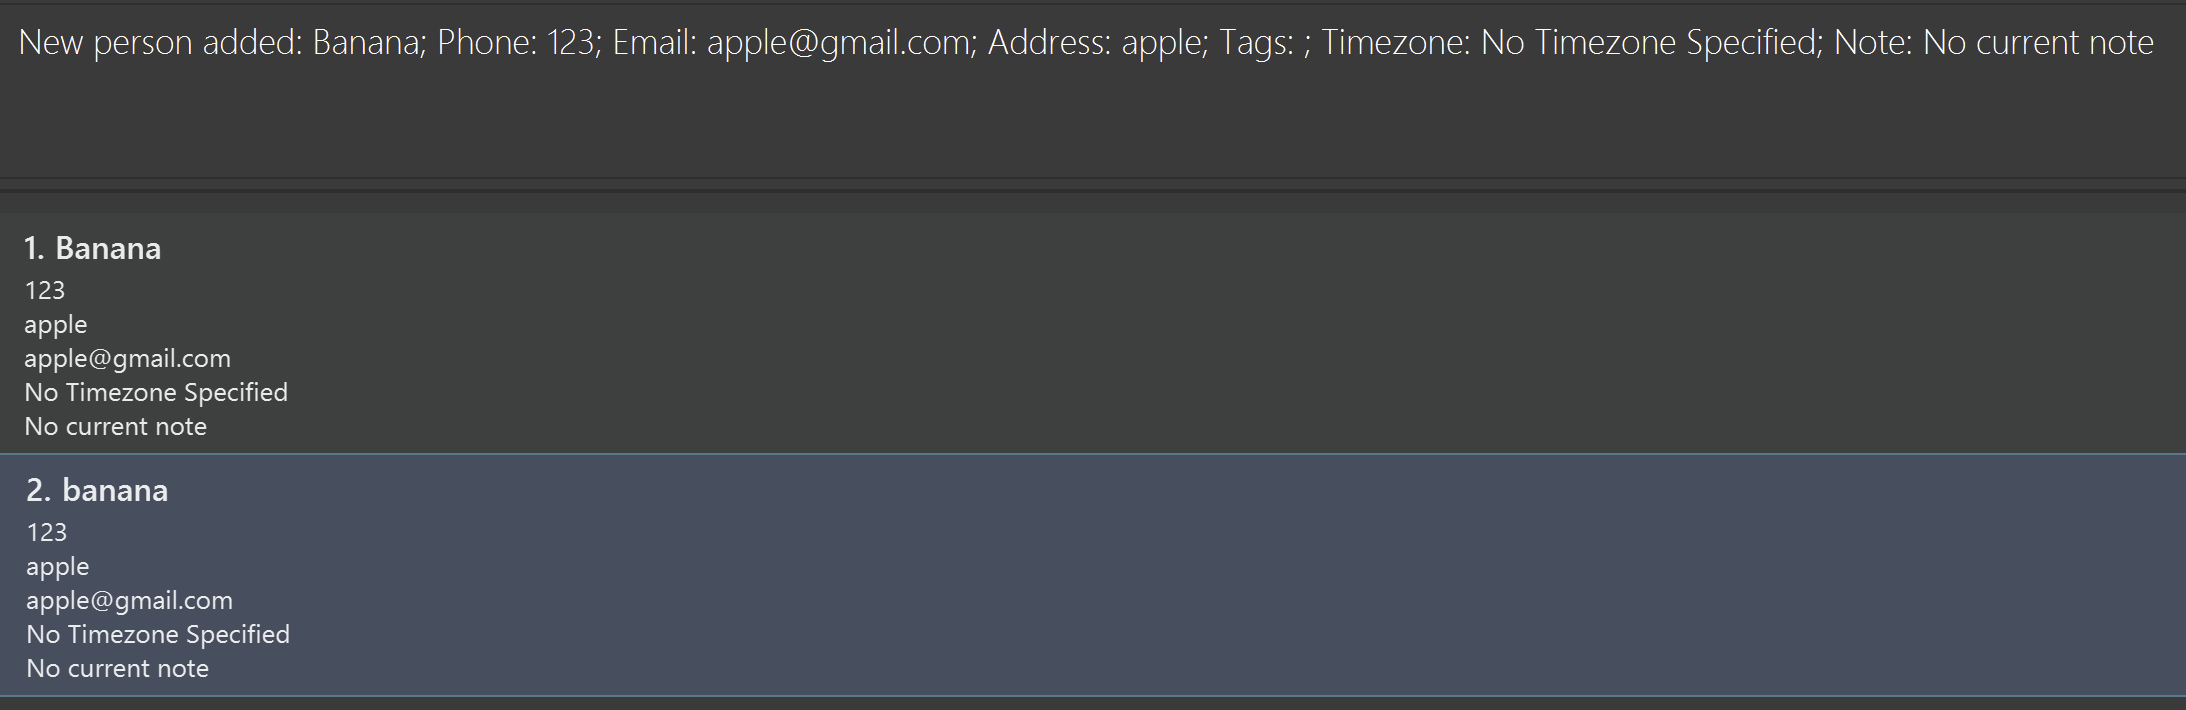 New person added: Banana; Phone: 123; Email: apple@gmail.com; Address: apple; Tags: ; Timezone: No Timezone Specified; Note: No current note
1. Banana
123
apple
apple@gmail.com
No Timezone Specified
No current note
2. banana
123
apple
apple@gmail.com
No Timezone Specified
No current note